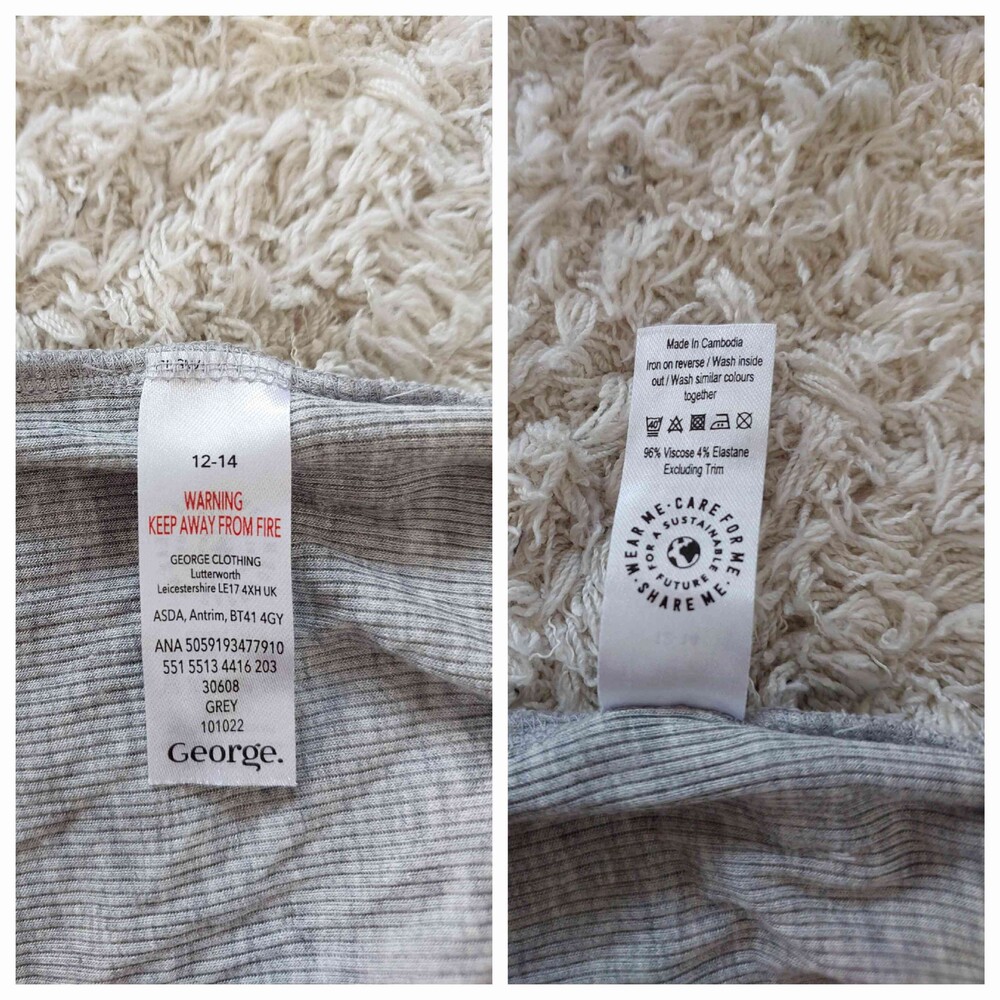 12-14
WARNING
KEEP AWAY FROM FIRE
GEORGE CLOTHING
Lutterworth
Leicestershire LE17 4XH UK
ASDA, Antrim, BT41 4GY
ANA 5059193477910
551 5513 4416 203
30608
GREY
101022
George.
Made In Cambodia
Iron on reverse / Wash inside
out / Wash similar colours
together
40
96% Viscose 4% Elastane
Excluding Trim
WEAR ME · CARE FOR ME · SHARE ME ·
FOR A SUSTAINABLE FUTURE